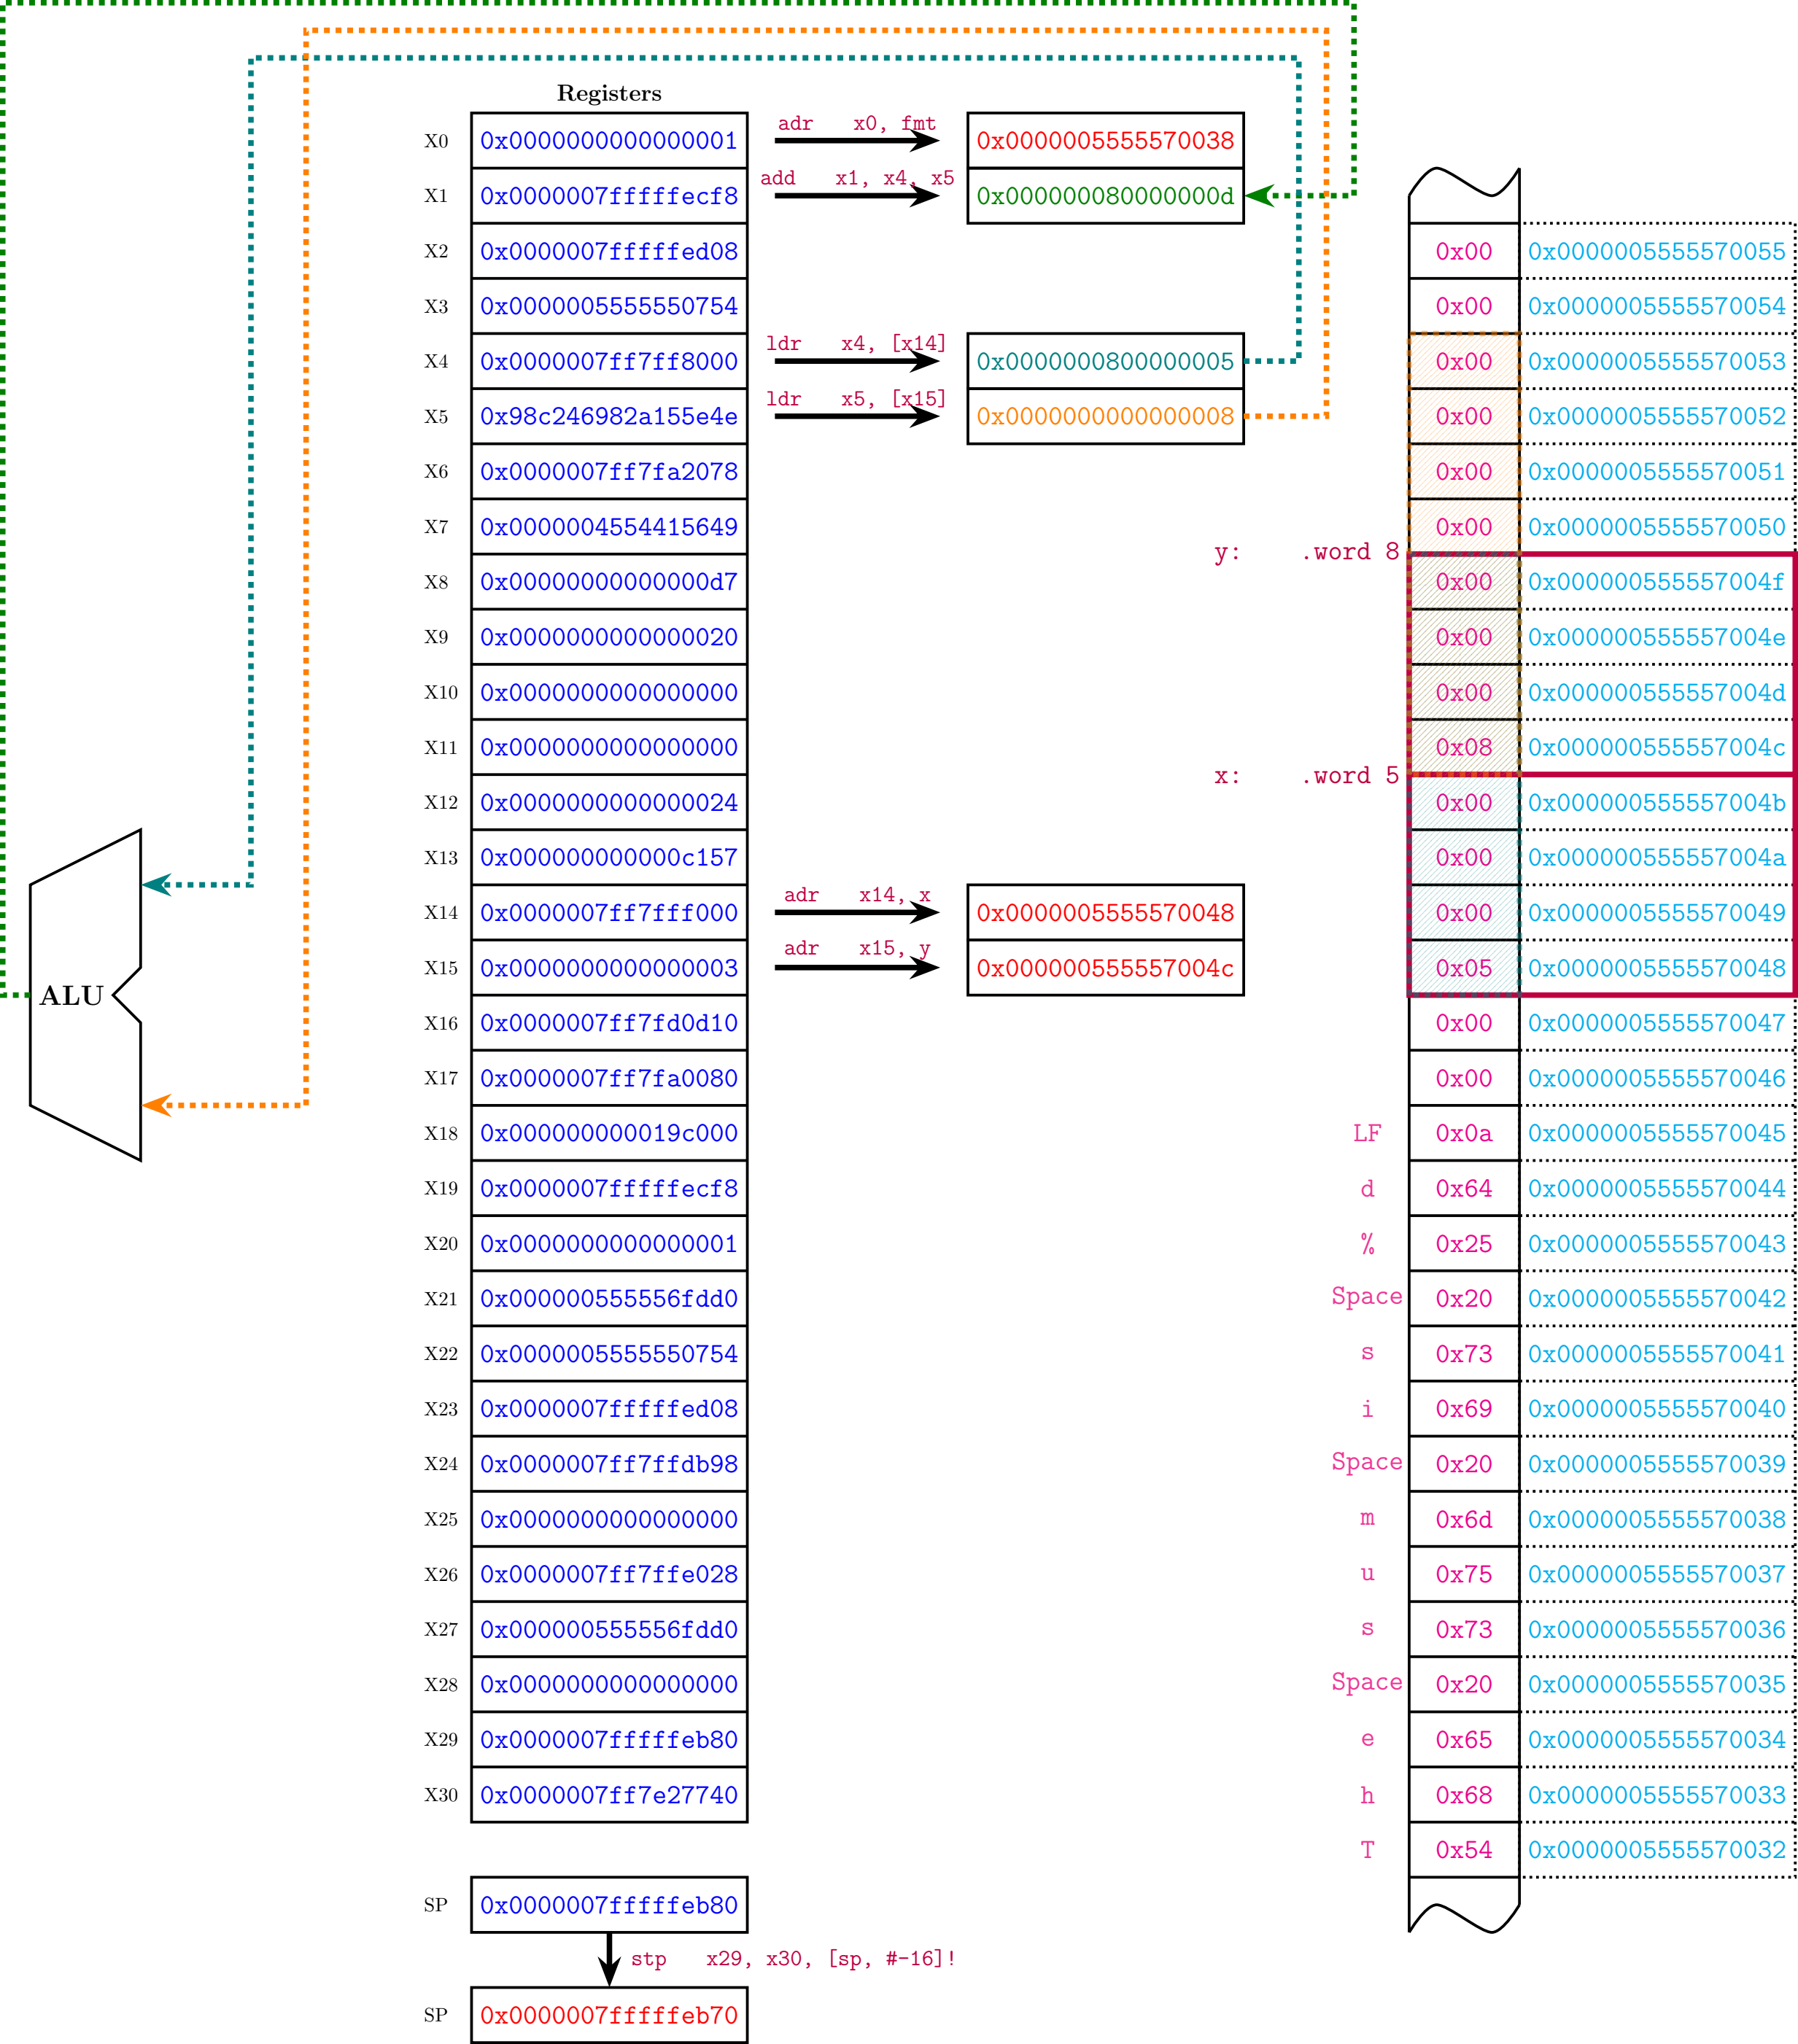 Registers
X0 0x0000000000000001 adr x0, fmt 0x0000005555570038
X1 0x0000007fffffecf8 add x1, x4, x5 0x000000080000000d
X2 0x0000007fffffed08 0x00 0x0000005555570055
X3 0x0000005555550754 0x00 0x0000005555570054
X4 0x0000007ff7ff8000 ldr x4, [x14] 0x0000000800000005 0x00 0x0000005555570053
X5 0x98c246982a155e4e ldr x5, [x15] 0x0000000000000008 0x00 0x0000005555570052
X6 0x0000007ff7fa2078 0x00 0x0000005555570051
X7 0x0000004554415649 0x00 0x0000005555570050
y: .word 8
X8 0x00000000000000d7 0x00 0x000000555557004f
X9 0x0000000000000020 0x00 0x000000555557004e
X10 0x0000000000000000 0x00 0x000000555557004d
X11 0x0000000000000000 0x08 0x000000555557004c
x: .word 5
X12 0x0000000000000024 0x00 0x000000555557004b
X13 0x000000000000c157 0x00 0x000000555557004a
X14 0x0000007ff7fff000 adr x14, x 0x0000005555570048 0x00 0x0000005555570049
X15 0x0000000000000003 adr x15, y 0x000000555557004c 0x05 0x0000005555570048
ALU
X16 0x0000007ff7fd0d10 0x00 0x0000005555570047
X17 0x0000007ff7fa0080 0x00 0x0000005555570046
X18 0x000000000019c000 LF 0x0a 0x0000005555570045
X19 0x0000007fffffecf8 d 0x64 0x0000005555570044
X20 0x0000000000000001 % 0x25 0x0000005555570043
X21 0x000000555556fdd0 Space 0x20 0x0000005555570042
X22 0x0000005555550754 s 0x73 0x0000005555570041
X23 0x0000007fffffed08 i 0x69 0x0000005555570040
X24 0x0000007ff7ffdb98 Space 0x20 0x0000005555570039
X25 0x0000000000000000 m 0x6d 0x0000005555570038
X26 0x0000007ff7ffe028 u 0x75 0x0000005555570037
X27 0x000000555556fdd0 s 0x73 0x0000005555570036
X28 0x0000000000000000 Space 0x20 0x0000005555570035
X29 0x0000007fffffeb80 e 0x65 0x0000005555570034
X30 0x0000007ff7e27740 h 0x68 0x0000005555570033
T 0x54 0x0000005555570032
SP 0x0000007fffffeb80
stp x29, x30, [sp, #-16]!
SP 0x0000007fffffeb70